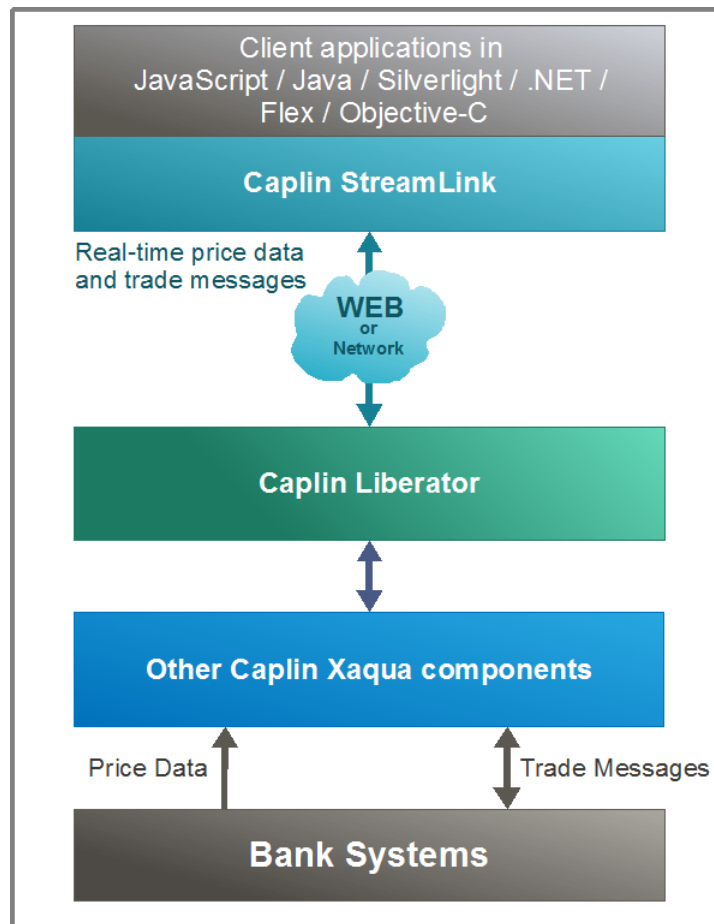 Client applications in
JavaScript / Java / Silverlight / .NET /
Flex / Objective-C
Caplin StreamLink
Real-time price data
and trade messages
WEB
or
Network
Caplin Liberator
Other Caplin Xaqua components
Price Data
Trade Messages
Bank Systems